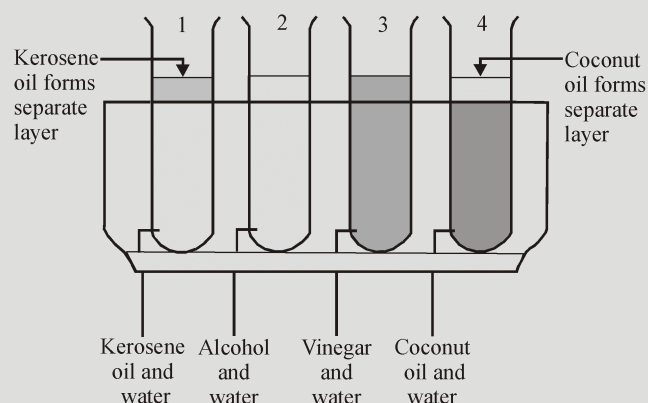 1 2 3 4
Kerosene
oil forms
separate
layer
Coconut
oil forms
separate
layer
Kerosene
oil and
water
Alcohol
and
water
Vinegar
and
water
Coconut
oil and
water